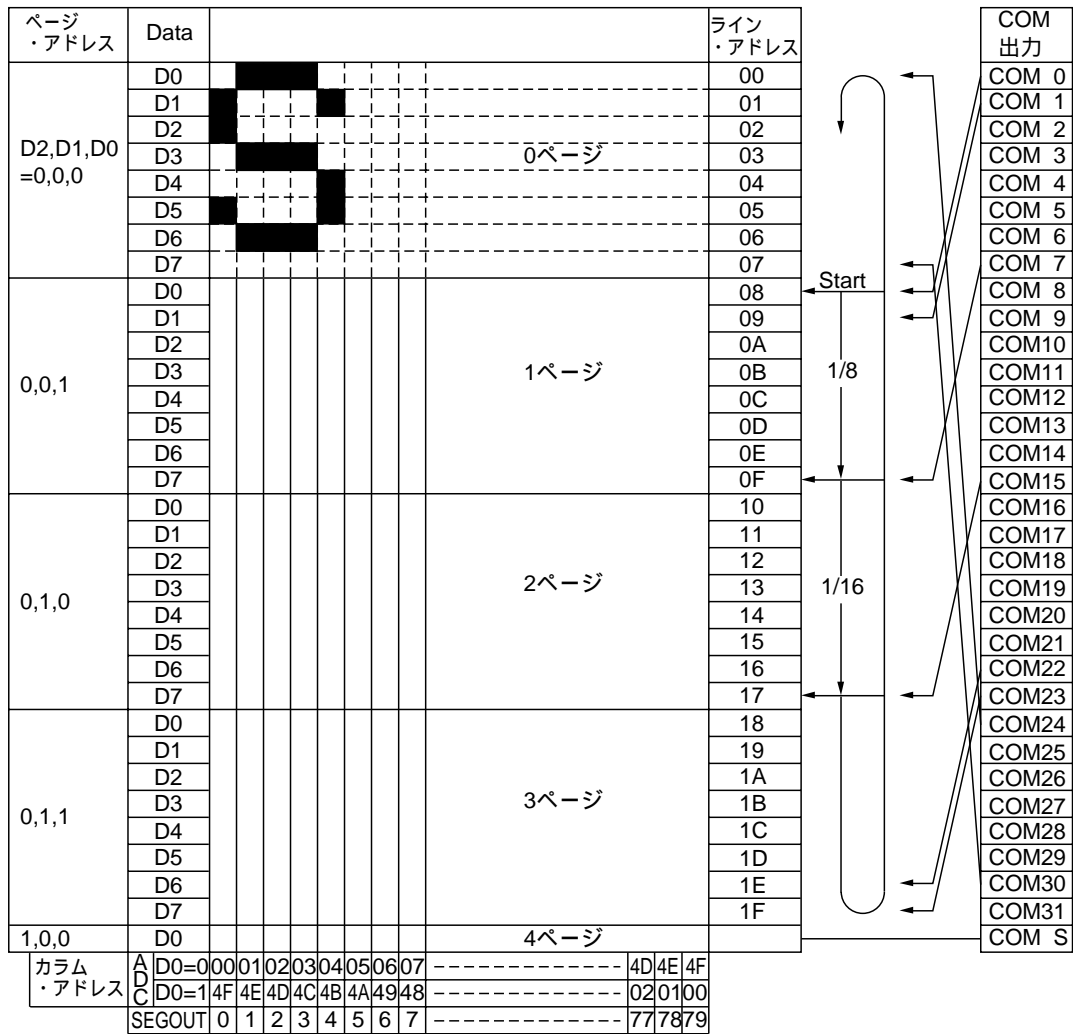 ページ
・アドレス Data ライン
・アドレス COM
出力
D2,D1,D0
=0,0,0
D0 00 COM 0
D1 01 COM 1
D2 02 COM 2
D3 0ページ 03 COM 3
D4 04 COM 4
D5 05 COM 5
D6 06 COM 6
D7 07 COM 7
Start
0,0,1
D0 08 COM 8
D1 09 COM 9
D2 0A COM10
D3 1ページ 0B 1/8 COM11
D4 0C COM12
D5 0D COM13
D6 0E COM14
D7 0F COM15
0,1,0
D0 10 COM16
D1 11 COM17
D2 12 COM18
D3 2ページ 13 1/16 COM19
D4 14 COM20
D5 15 COM21
D6 16 COM22
D7 17 COM23
0,1,1
D0 18 COM24
D1 19 COM25
D2 1A COM26
D3 3ページ 1B COM27
D4 1C COM28
D5 1D COM29
D6 1E COM30
D7 1F COM31
1,0,0 D0 4ページ COM S
カラム
・アドレス
ADC
D0=0 00 01 02 03 04 05 06 07 4D 4E 4F
D0=1 4F 4E 4D 4C 4B 4A 49 48 02 01 00
SEGOUT 0 1 2 3 4 5 6 7 77 78 79